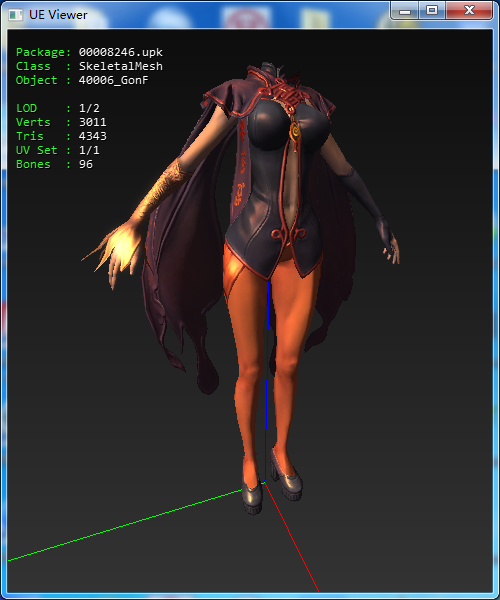 UE Viewer
Package: 00008246.upk
Class : SkeletalMesh
Object : 40006_GonF
LOD : 1/2
Verts : 3011
Tris : 4343
UV Set : 1/1
Bones : 96